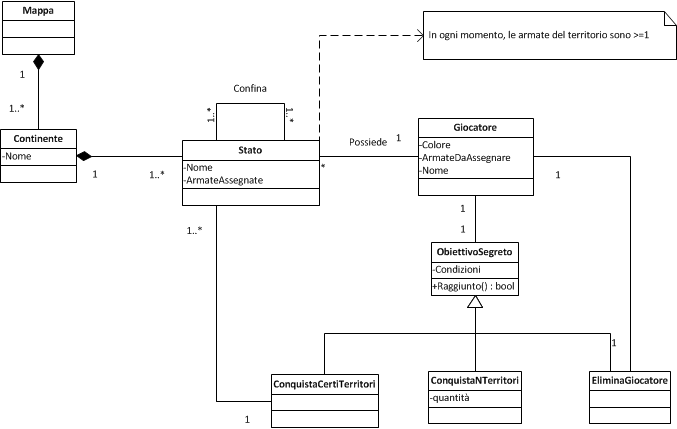 Mappa
In ogni momento, le armate del territorio sono >=1
1
Confina
1..*
1..*
1..*
Continente
-Nome
1
1..*
Stato
-Nome
-ArmateAssegnate
*
Possiede
1
Giocatore
-Colore
-ArmateDaAssegnare
-Nome
1
1
1
1..*
ObiettivoSegreto
-Condizioni
+Raggiunto() : bool
1
ConquistaCertiTerritori
ConquistaNTerritori
-quantità
EliminaGiocatore
1